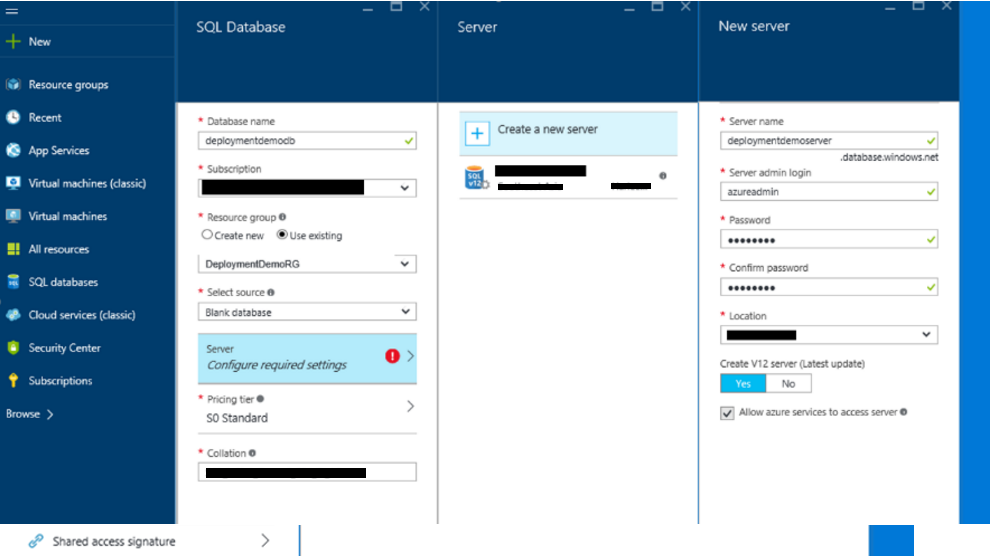 New
Resource groups
Recent
App Services
Virtual machines (classic)
Virtual machines
All resources
SQL databases
Cloud services (classic)
Security Center
Subscriptions
Browse
SQL Database
* Database name
deploymentdemodb
* Subscription
* Resource group
Create new
Use existing
DeploymentDemoRG
* Select source
Blank database
Server
Configure required settings
* Pricing tier
S0 Standard
* Collation
Server
Create a new server
SQL
v12
New server
* Server name
deploymentdemoserver
.database.windows.net
* Server admin login
azureadmin
* Password
* Confirm password
* Location
Create V12 server (Latest update)
Yes
No
Allow azure services to access server
Shared access signature